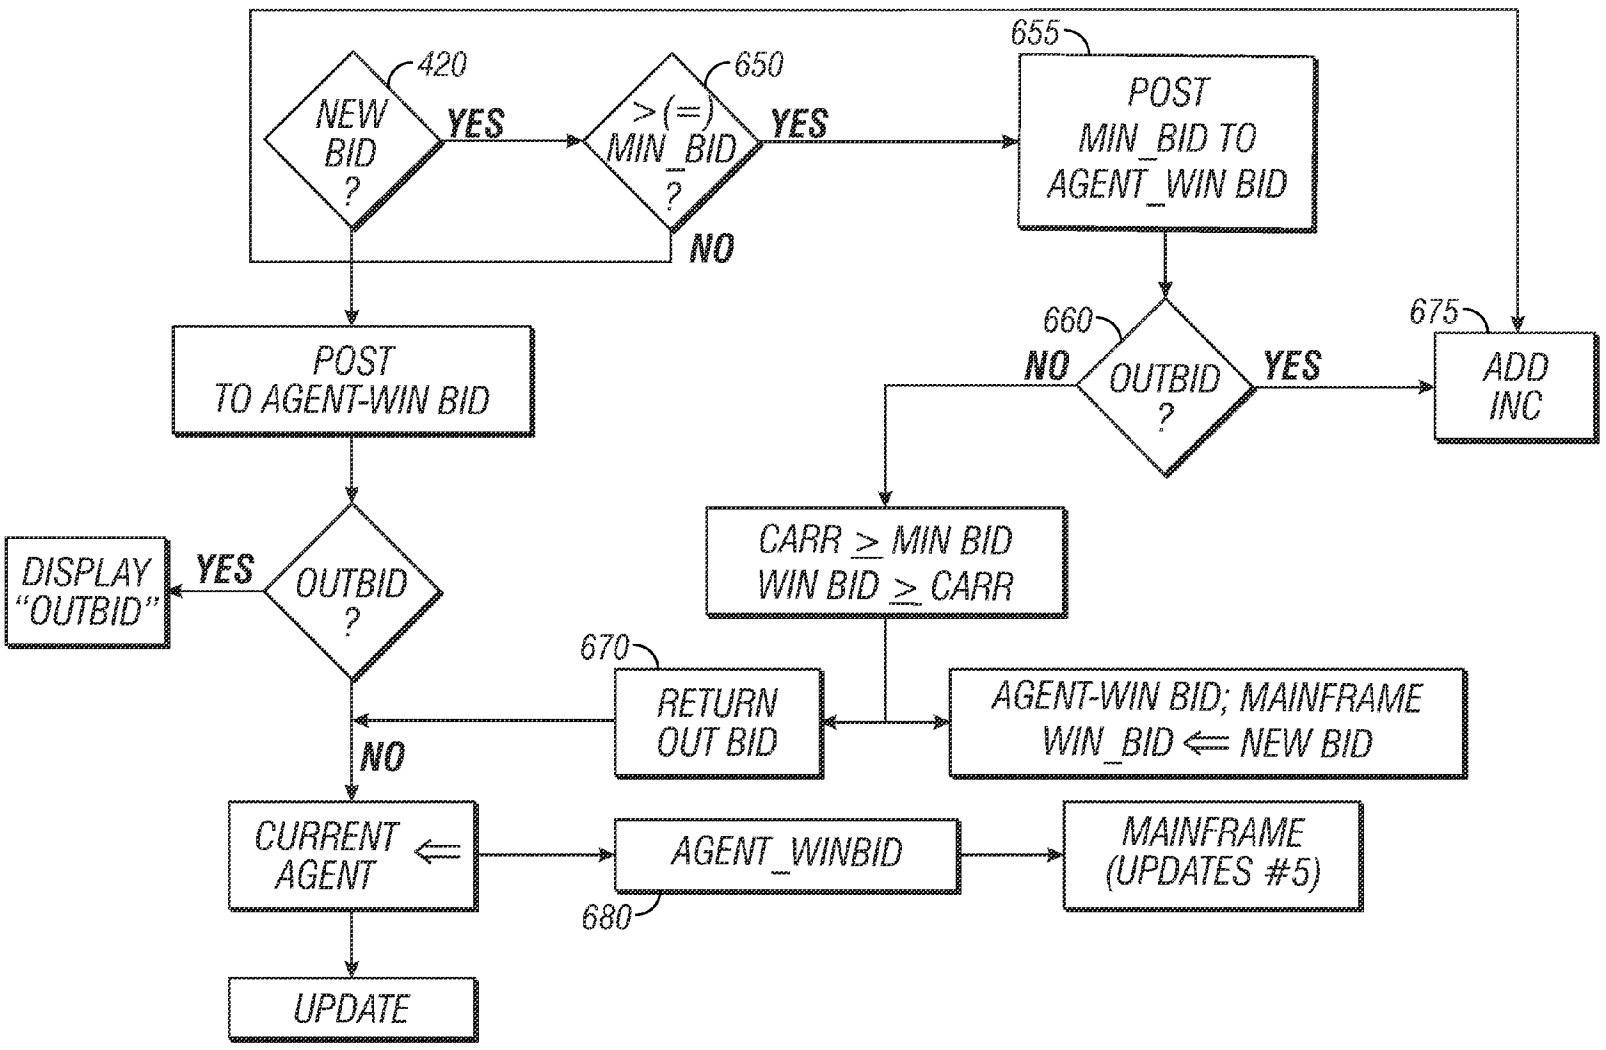 420
NEW
BID
?
YES
650
>(=)
MIN_BID
?
YES
NO
655
POST
MIN_BID TO
AGENT_WIN BID
660
OUTBID
?
NO
YES
675
ADD
INC
POST
TO AGENT-WIN BID
OUTBID
?
YES
DISPLAY
"OUTBID"
NO
CARR ≥ MIN BID
WIN BID ≥ CARR
670
RETURN
OUT BID
AGENT-WIN BID; MAINFRAME
WIN_BID ⇐ NEW BID
CURRENT ⇐
AGENT
AGENT_WINBID
680
MAINFRAME
(UPDATES #5)
UPDATE